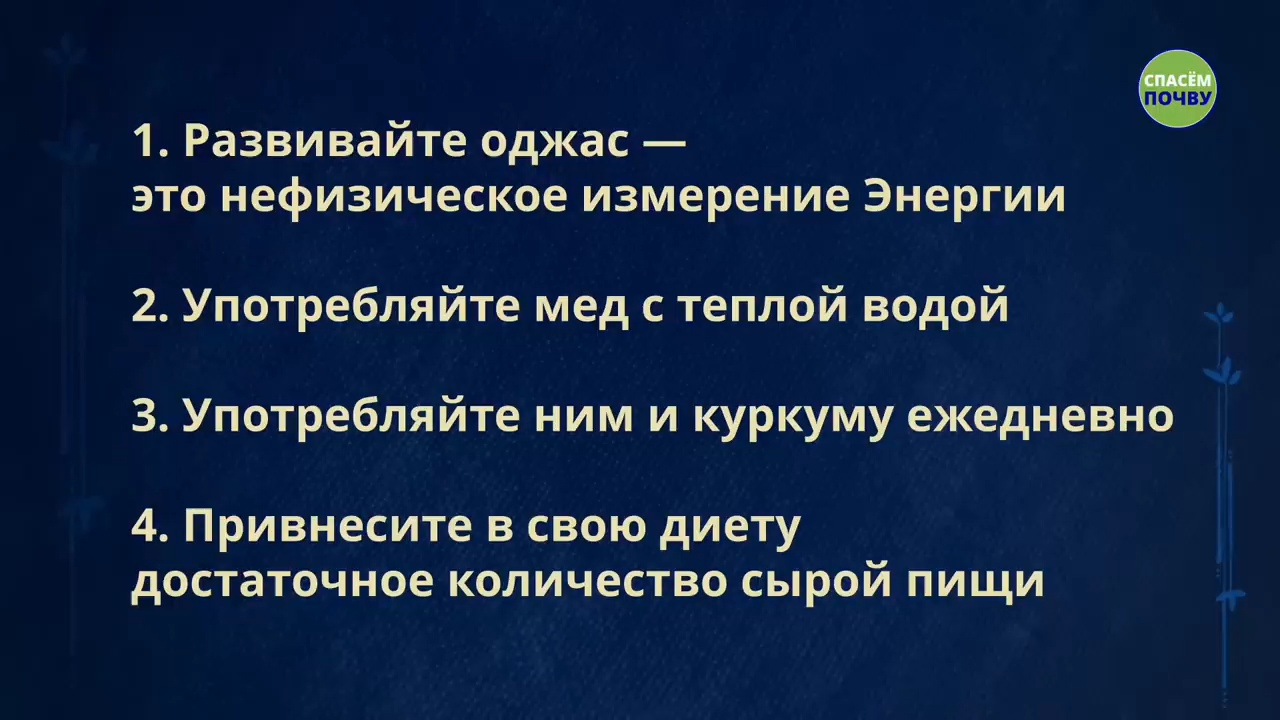 СПАСЁМ
ПОЧВУ
1. Развивайте оджас —
это нефизическое измерение Энергии
2. Употребляйте мед с теплой водой
3. Употребляйте ним и куркуму ежедневно
4. Привнесите в свою диету
достаточное количество сырой пищи